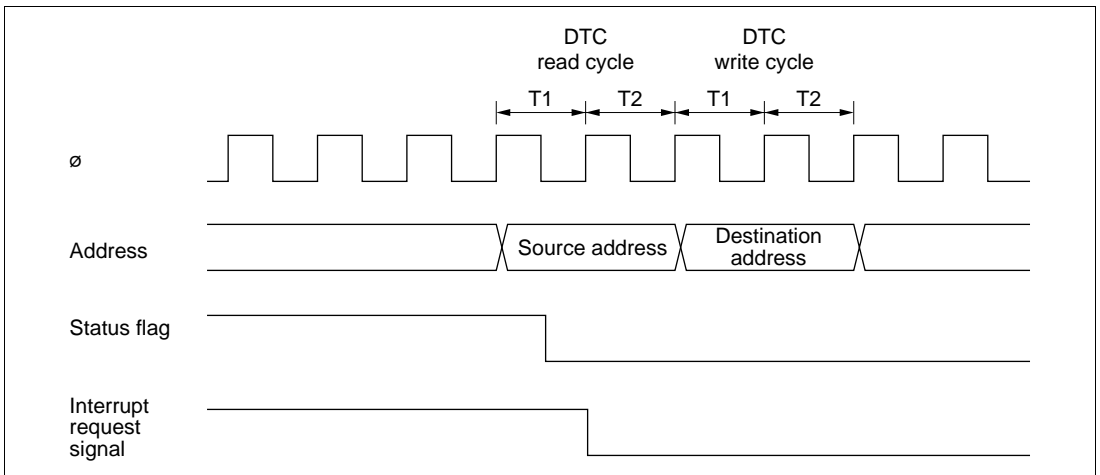 DTC
read cycle
DTC
write cycle
T1
T2
T1
T2
ø
Address
Source address
Destination
address
Status flag
Interrupt
request
signal